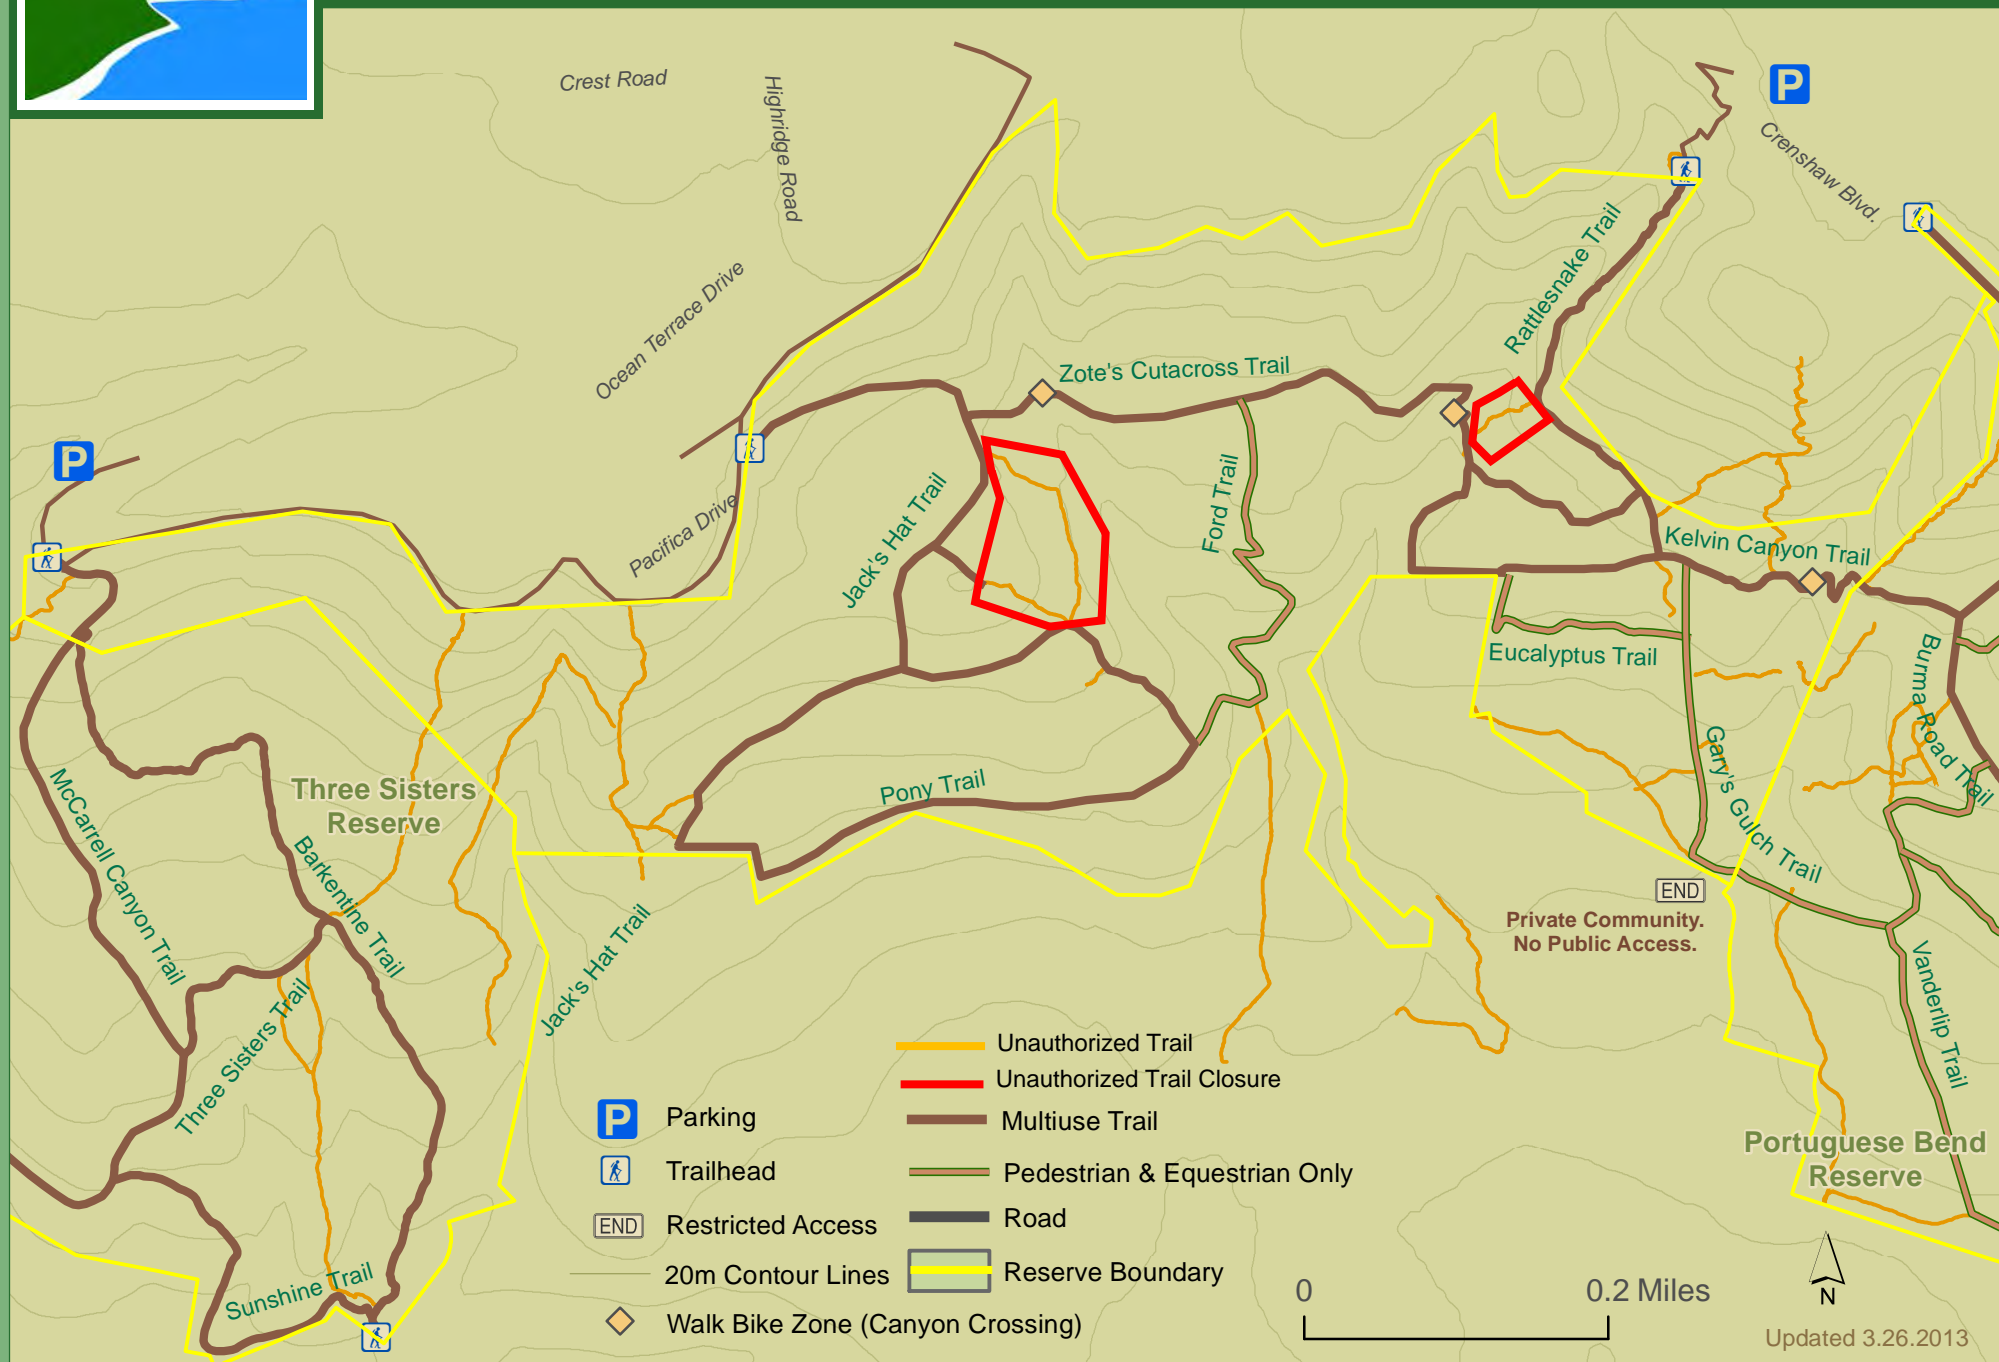 Crest Road
Highridge Road
P
Crenshaw Blvd.
Rattlesnake Trail
Ocean Terrace Drive
Zote's Cutacross Trail
P
Jack's Hat Trail
Ford Trail
Pacifica Drive
Kelvin Canyon Trail
Eucalyptus Trail
Burma Road Trail
Three Sisters
Reserve
Pony Trail
Gary's Gulch Trail
McCarrell Canyon Trail
Barkentine Trail
END
Private Community.
No Public Access.
Jack's Hat Trail
Vanderlip Trail
Three Sisters Trail
Unauthorized Trail
Unauthorized Trail Closure
P Parking
Multiuse Trail
Trailhead
Pedestrian & Equestrian Only
END Restricted Access
Road
20m Contour Lines
Reserve Boundary
Walk Bike Zone (Canyon Crossing)
Portuguese Bend
Reserve
Sunshine Trail
0 0.2 Miles
N
Updated 3.26.2013